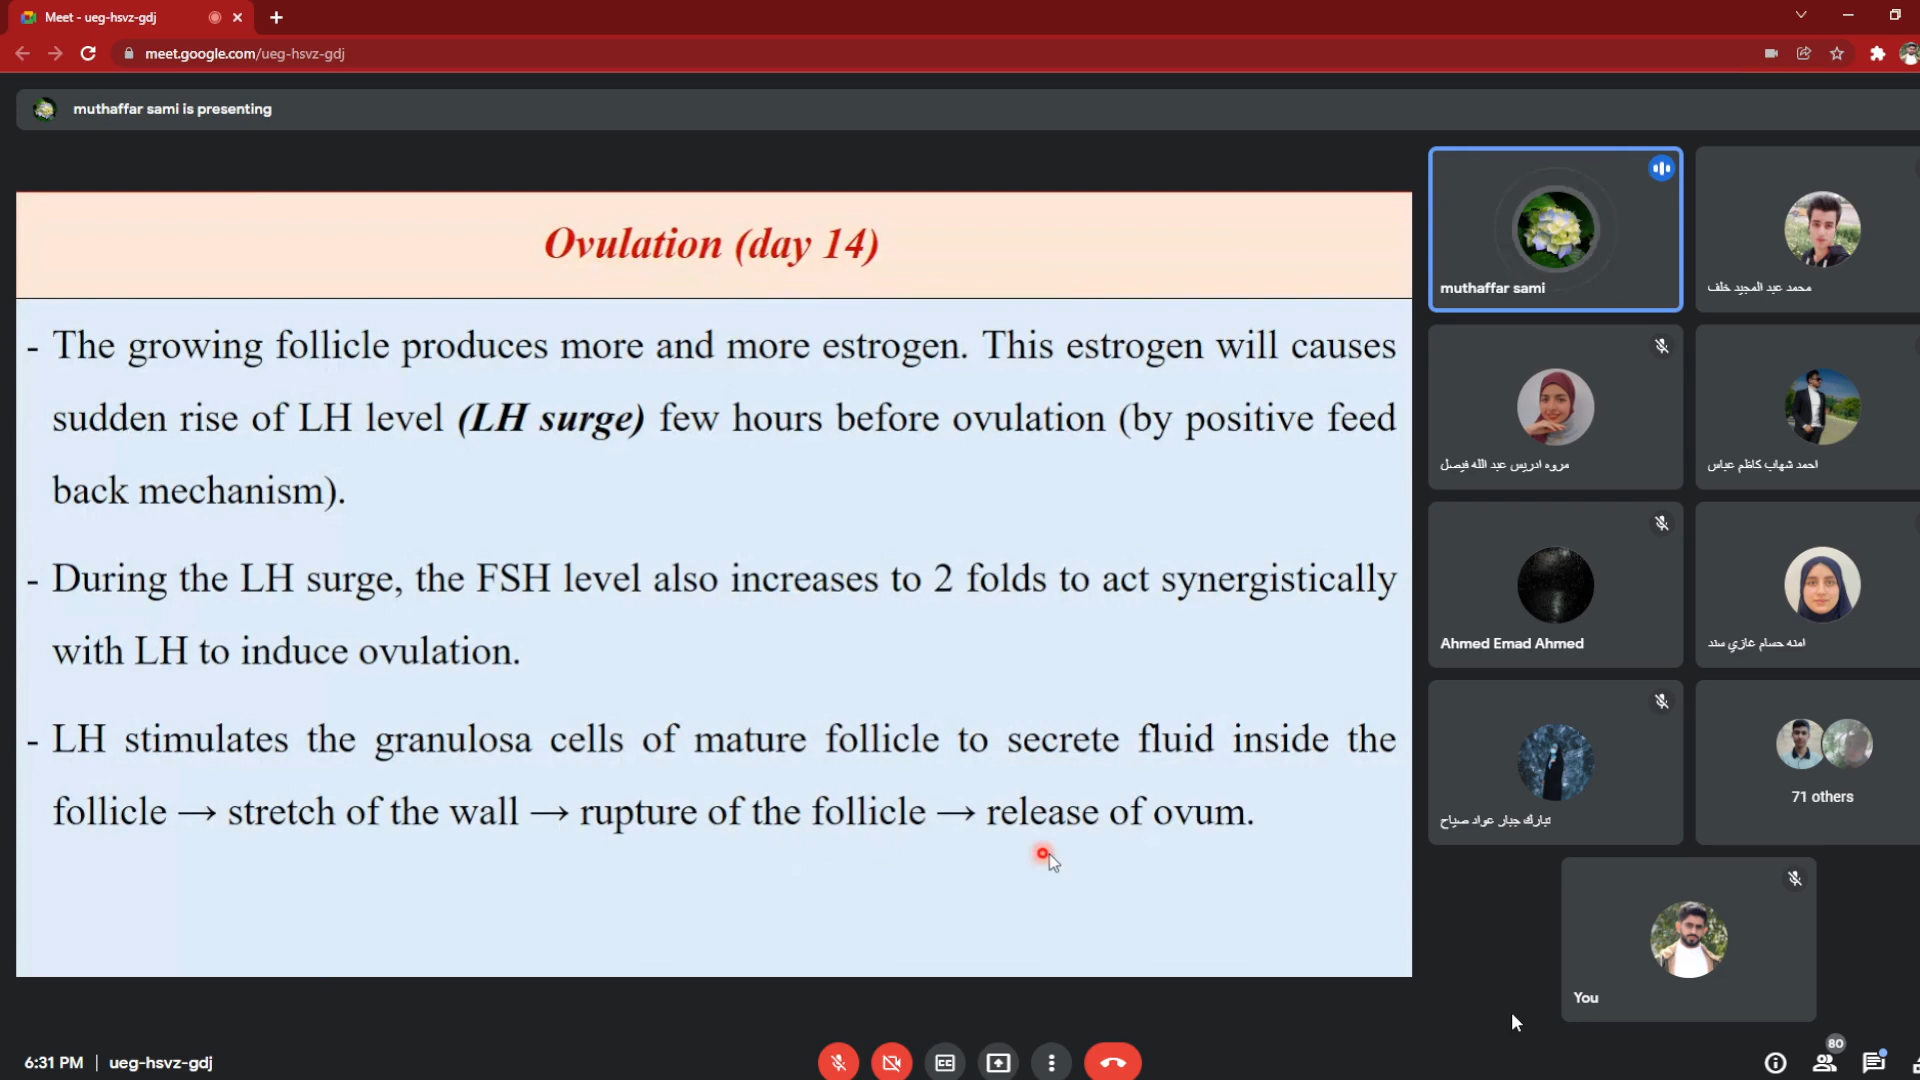 Meet - ueg-hsvz-gdj
meet.google.com/ueg-hsvz-gdj
muthaffar sami is presenting
Ovulation (day 14)
- The growing follicle produces more and more estrogen. This estrogen will causes
sudden rise of LH level (LH surge) few hours before ovulation (by positive feed
back mechanism).
- During the LH surge, the FSH level also increases to 2 folds to act synergistically
with LH to induce ovulation.
- LH stimulates the granulosa cells of mature follicle to secrete fluid inside the
follicle → stretch of the wall → rupture of the follicle → release of ovum.
muthaffar sami
محمد عبد المجيد خلف
مروه ادريس عبد الله فيصل
احمد شهاب كاظم عباس
Ahmed Emad Ahmed
امنه حسام غازي سند
تبارك جبار عواد صياح
71 others
You
6:31 PM | ueg-hsvz-gdj
80